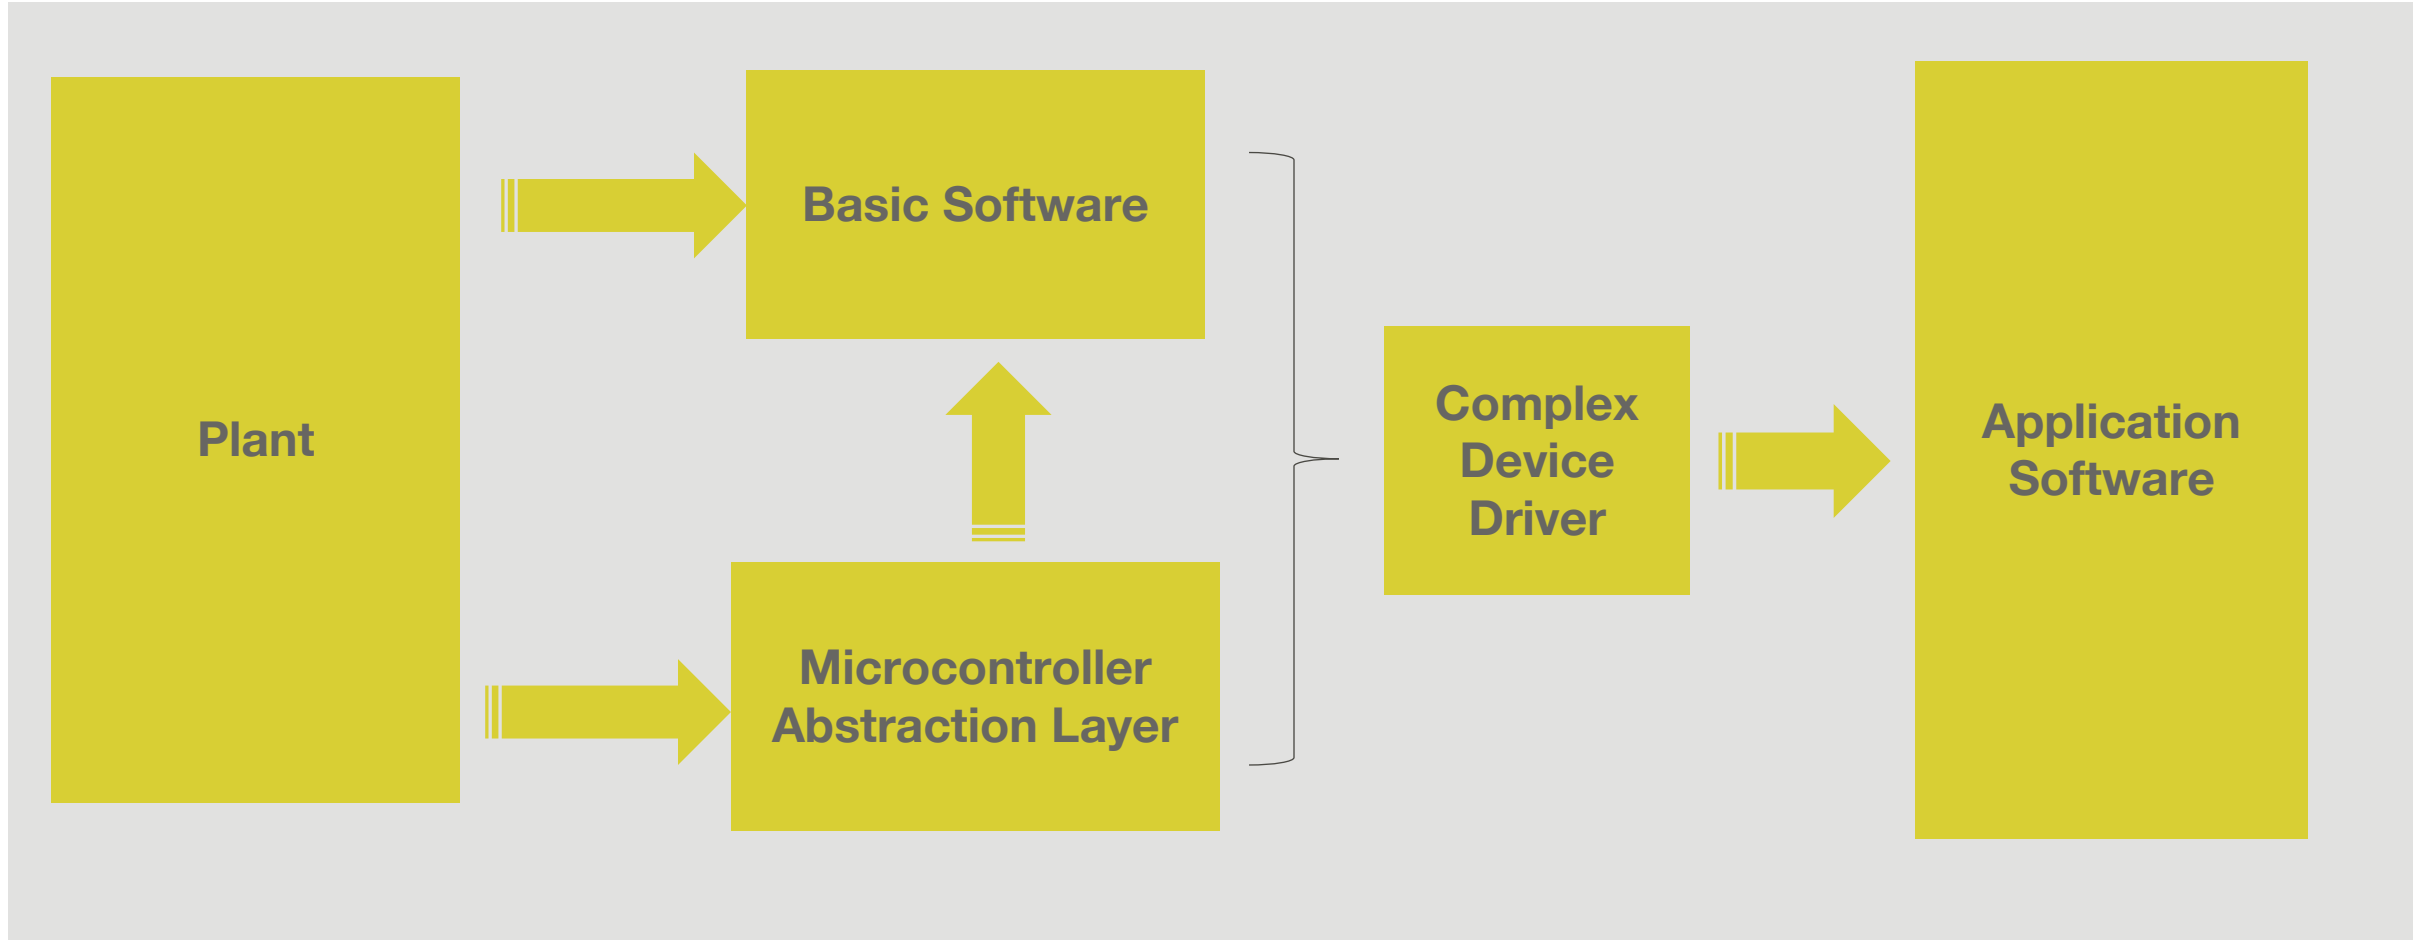 Plant
Basic Software
Microcontroller
Abstraction Layer
Complex
Device
Driver
Application
Software